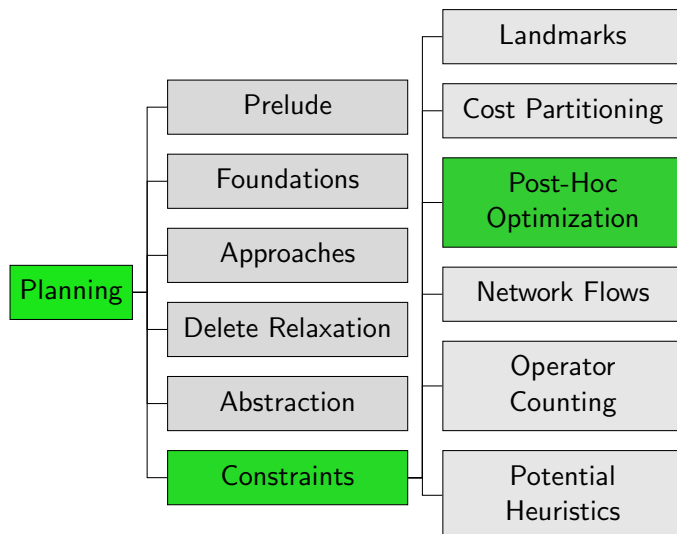 Planning
Prelude
Foundations
Approaches
Delete Relaxation
Abstraction
Constraints
Landmarks
Cost Partitioning
Post-Hoc
Optimization
Network Flows
Operator
Counting
Potential
Heuristics